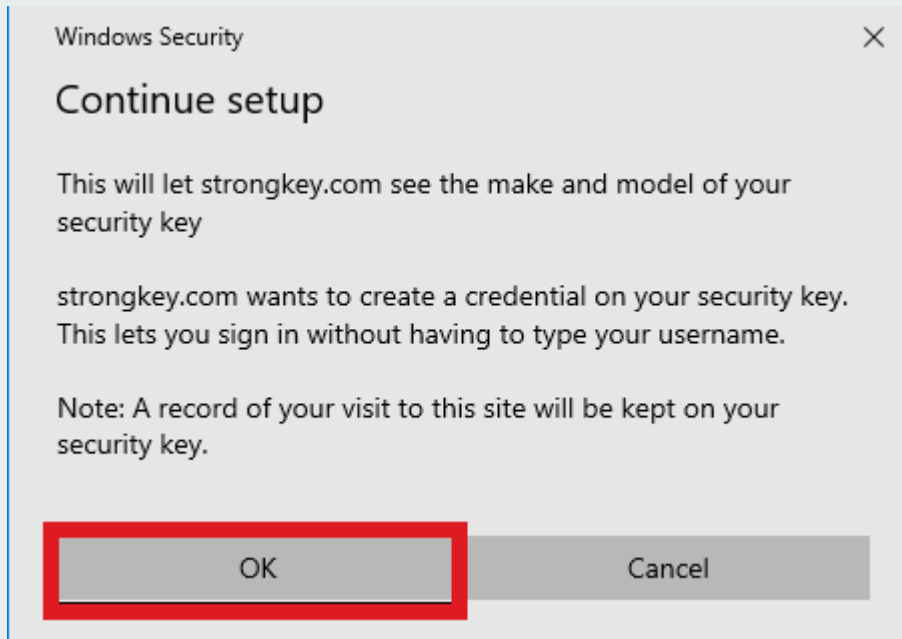 Windows Security
Continue setup
This will let strongkey.com see the make and model of your
security key
strongkey.com wants to create a credential on your security key.
This lets you sign in without having to type your username.
Note: A record of your visit to this site will be kept on your
security key.
OK
Cancel